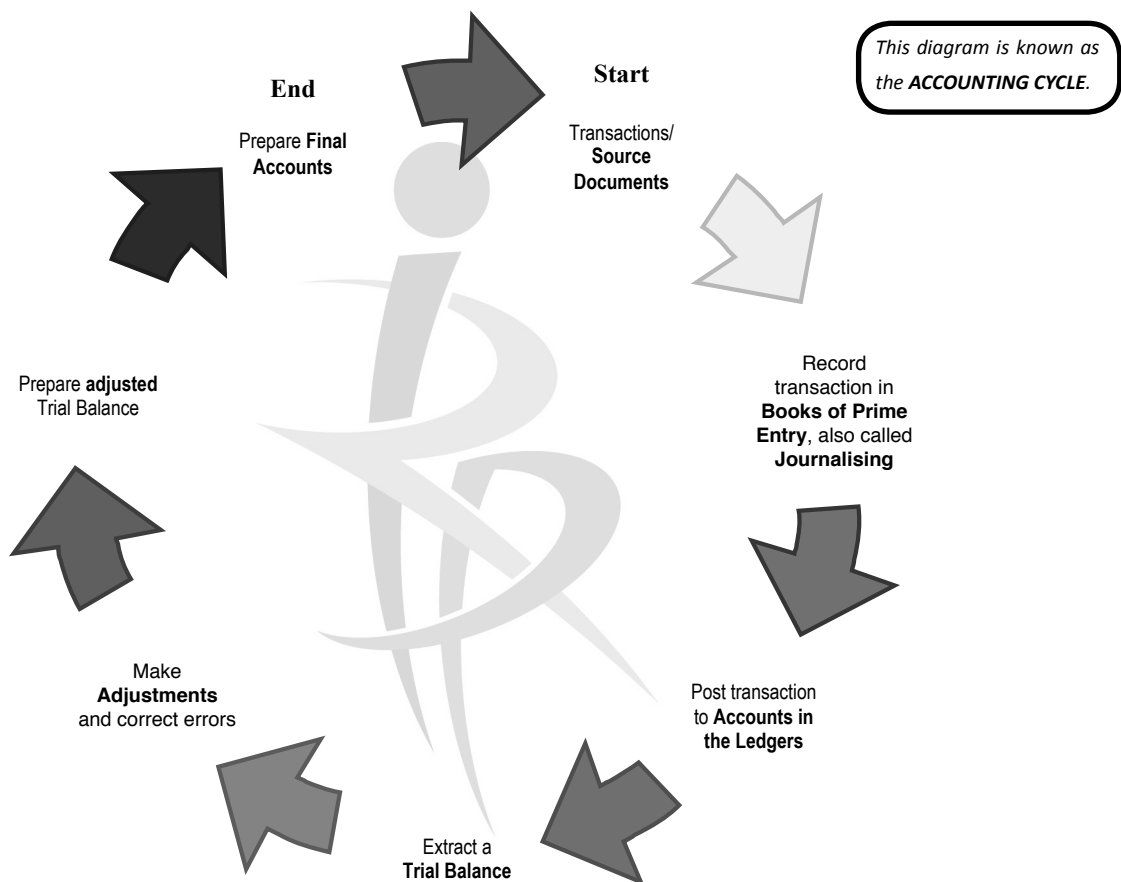 This diagram is known as
the ACCOUNTING CYCLE.
Start
Transactions/
Source
Documents
Record
transaction in
Books of Prime
Entry, also called
Journalising
Post transaction
to Accounts in
the Ledgers
Extract a
Trial Balance
Make
Adjustments
and correct errors
Prepare adjusted
Trial Balance
End
Prepare Final
Accounts